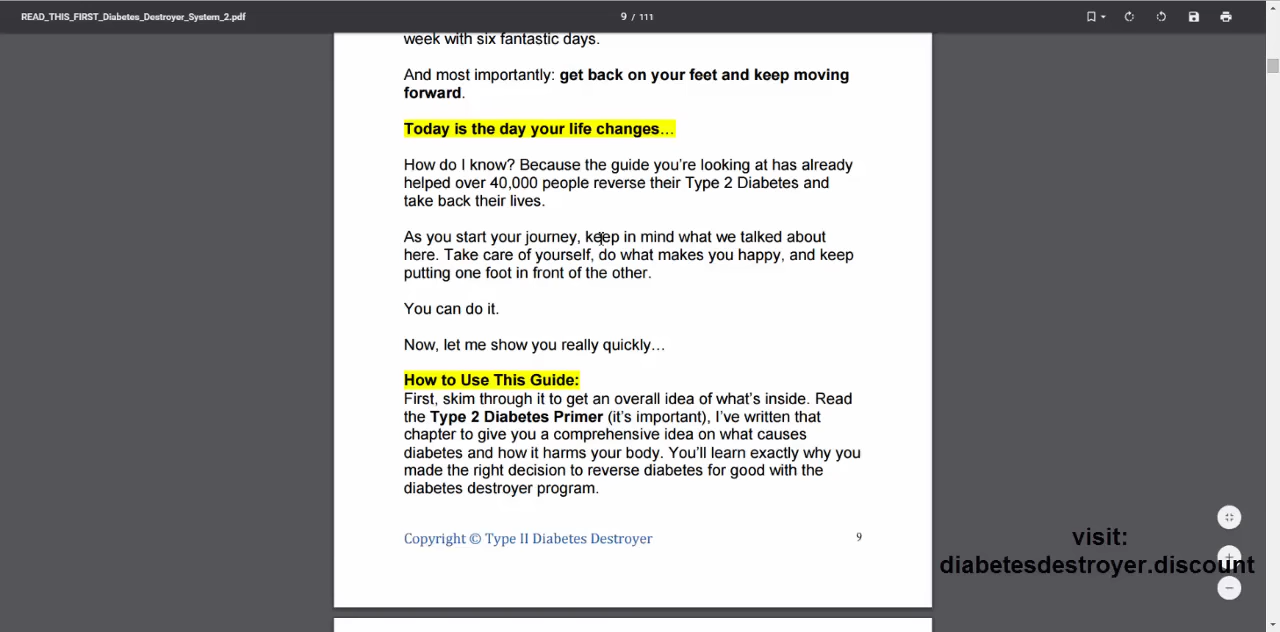 READ_THIS_FIRST_Diabetes_Destroyer_System_2.pdf
9 / 111
week with six fantastic days.
And most importantly: get back on your feet and keep moving
forward.
Today is the day your life changes…
How do I know? Because the guide you’re looking at has already
helped over 40,000 people reverse their Type 2 Diabetes and
take back their lives.
As you start your journey, keep in mind what we talked about
here. Take care of yourself, do what makes you happy, and keep
putting one foot in front of the other.
You can do it.
Now, let me show you really quickly…
How to Use This Guide:
First, skim through it to get an overall idea of what’s inside. Read
the Type 2 Diabetes Primer (it’s important), I’ve written that
chapter to give you a comprehensive idea on what causes
diabetes and how it harms your body. You’ll learn exactly why you
made the right decision to reverse diabetes for good with the
diabetes destroyer program.
Copyright © Type II Diabetes Destroyer
9
visit:
diabetesdestroyer.discount